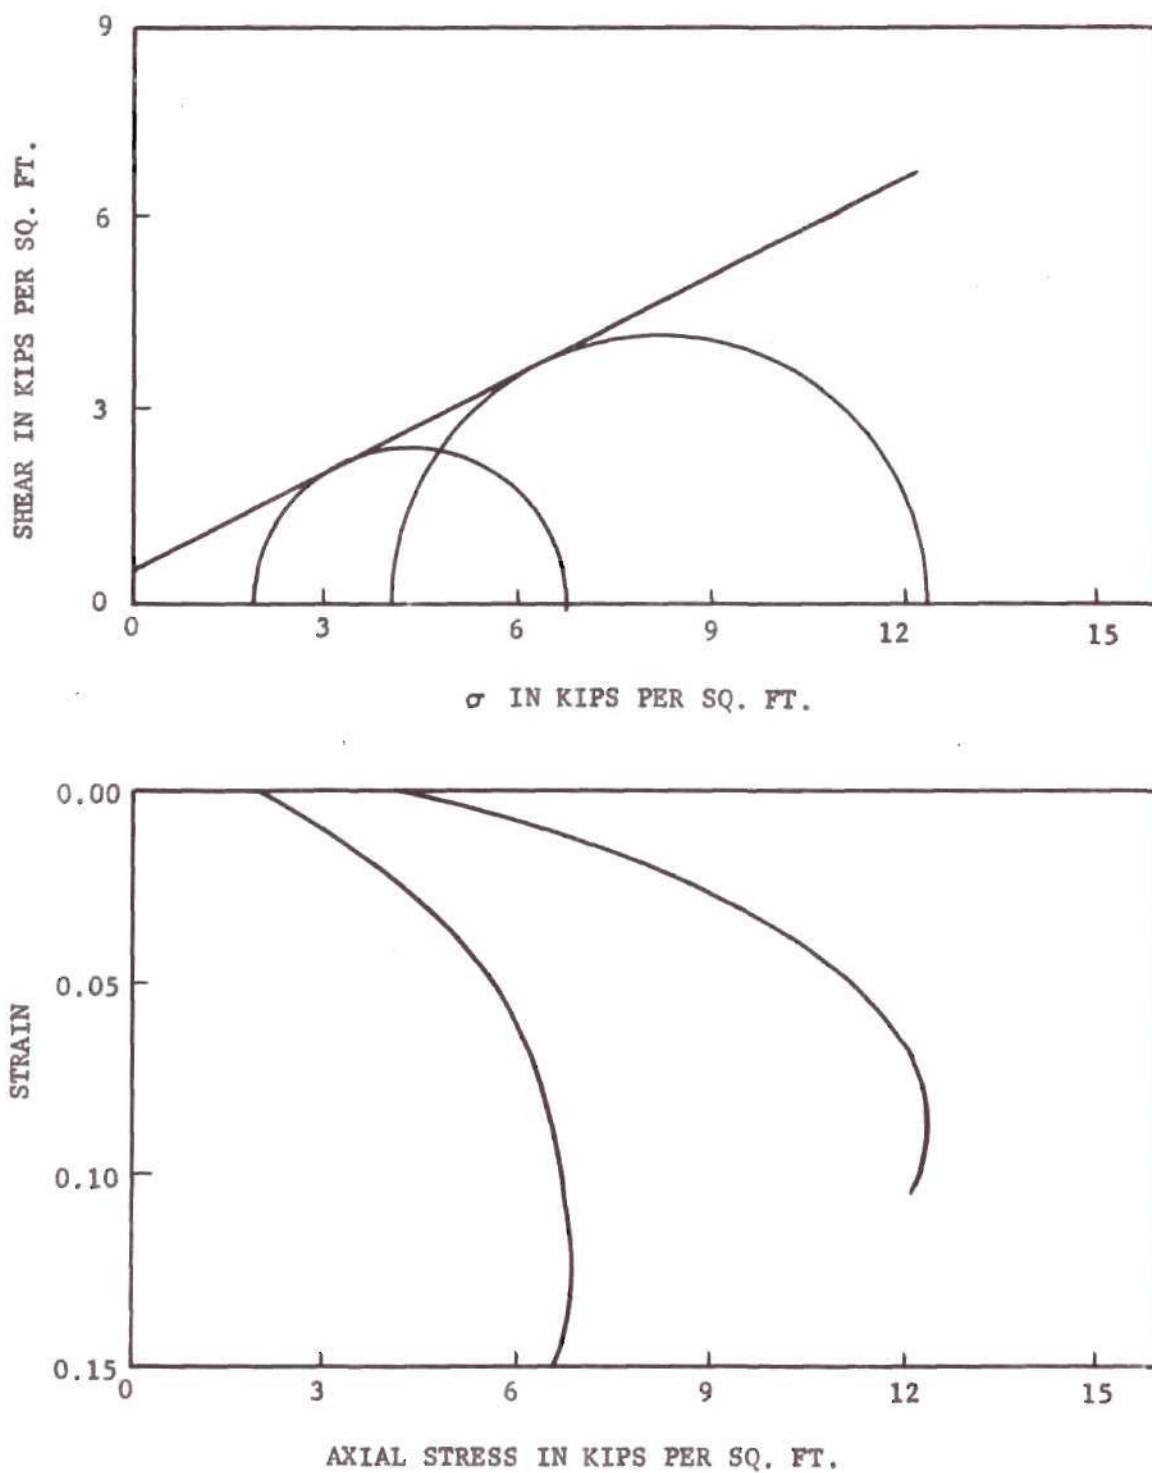 9
6
3
0
SHEAR IN KIPS PER SQ. FT.
0 3 6 9 12 15
σ IN KIPS PER SQ. FT.
0.00
0.05
0.10
0.15
STRAIN
0 3 6 9 12 15
AXIAL STRESS IN KIPS PER SQ. FT.